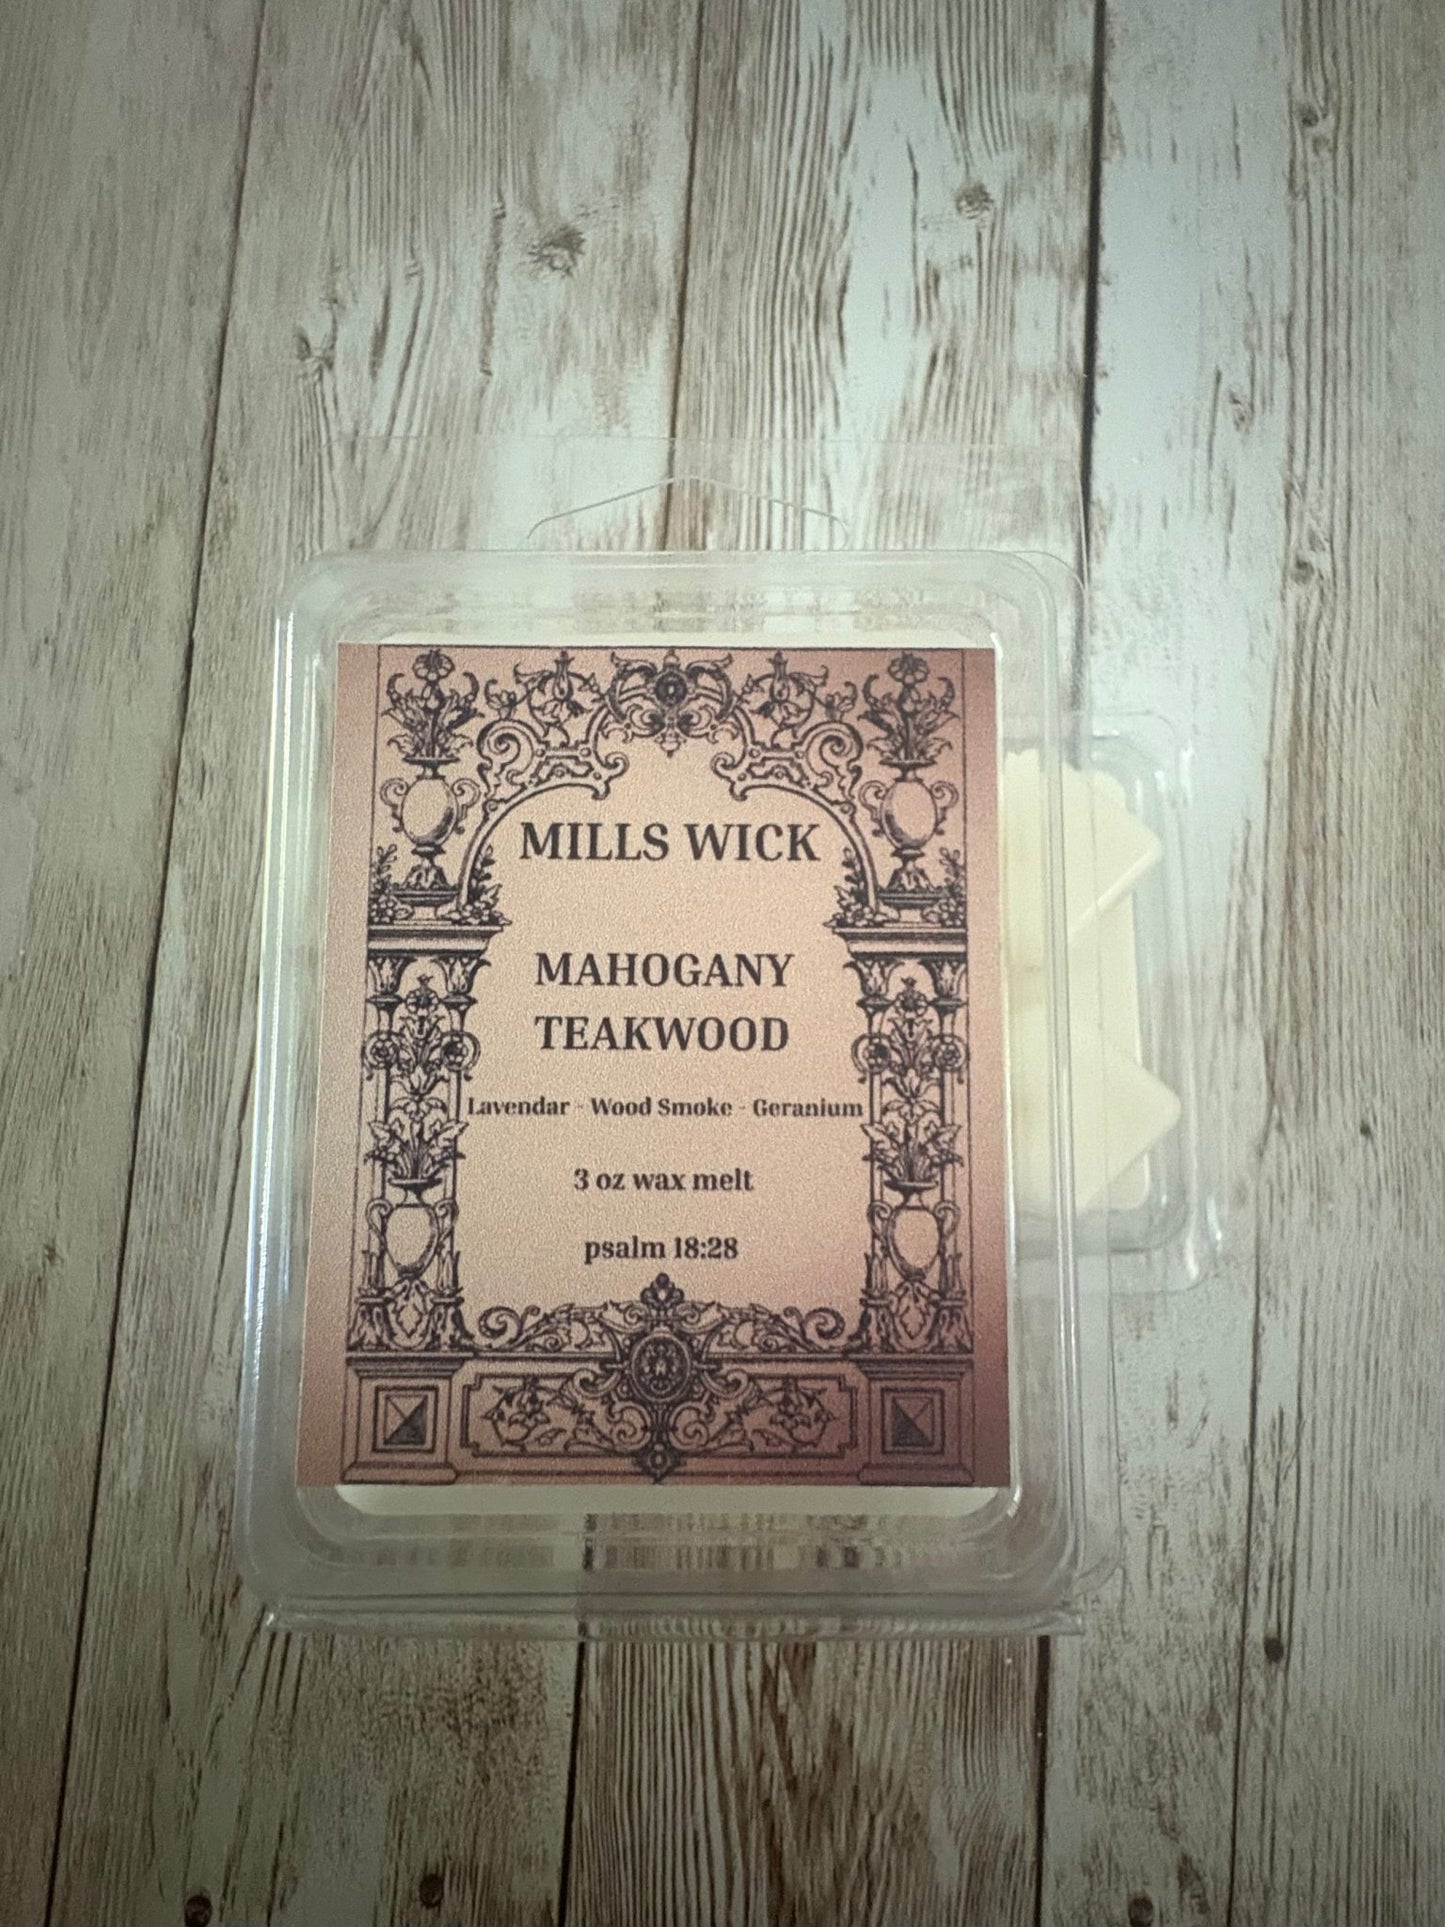 MILLS WICK
MAHOGANY
TEAKWOOD
Lavendar - Wood Smoke - Geranium
3 oz wax melt
psalm 18:28